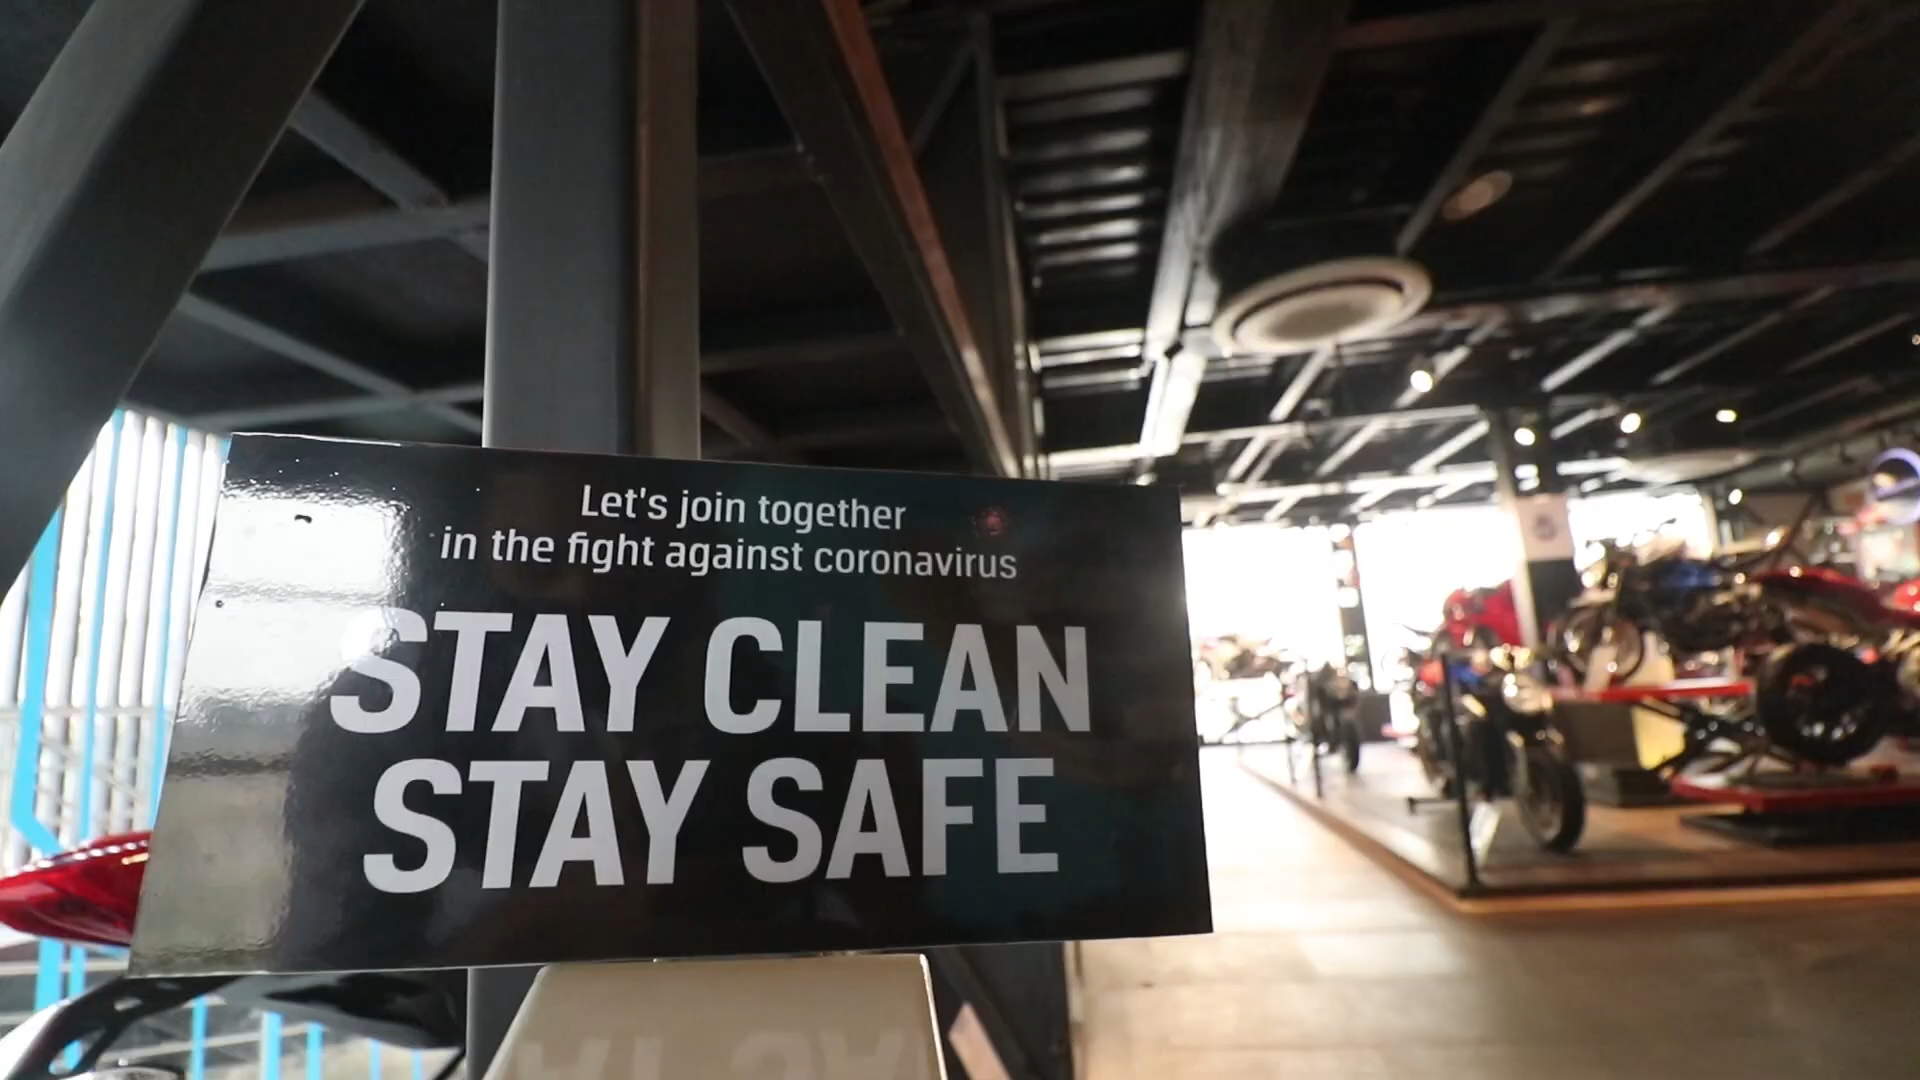 Let's join together
in the fight against coronavirus
STAY CLEAN
STAY SAFE